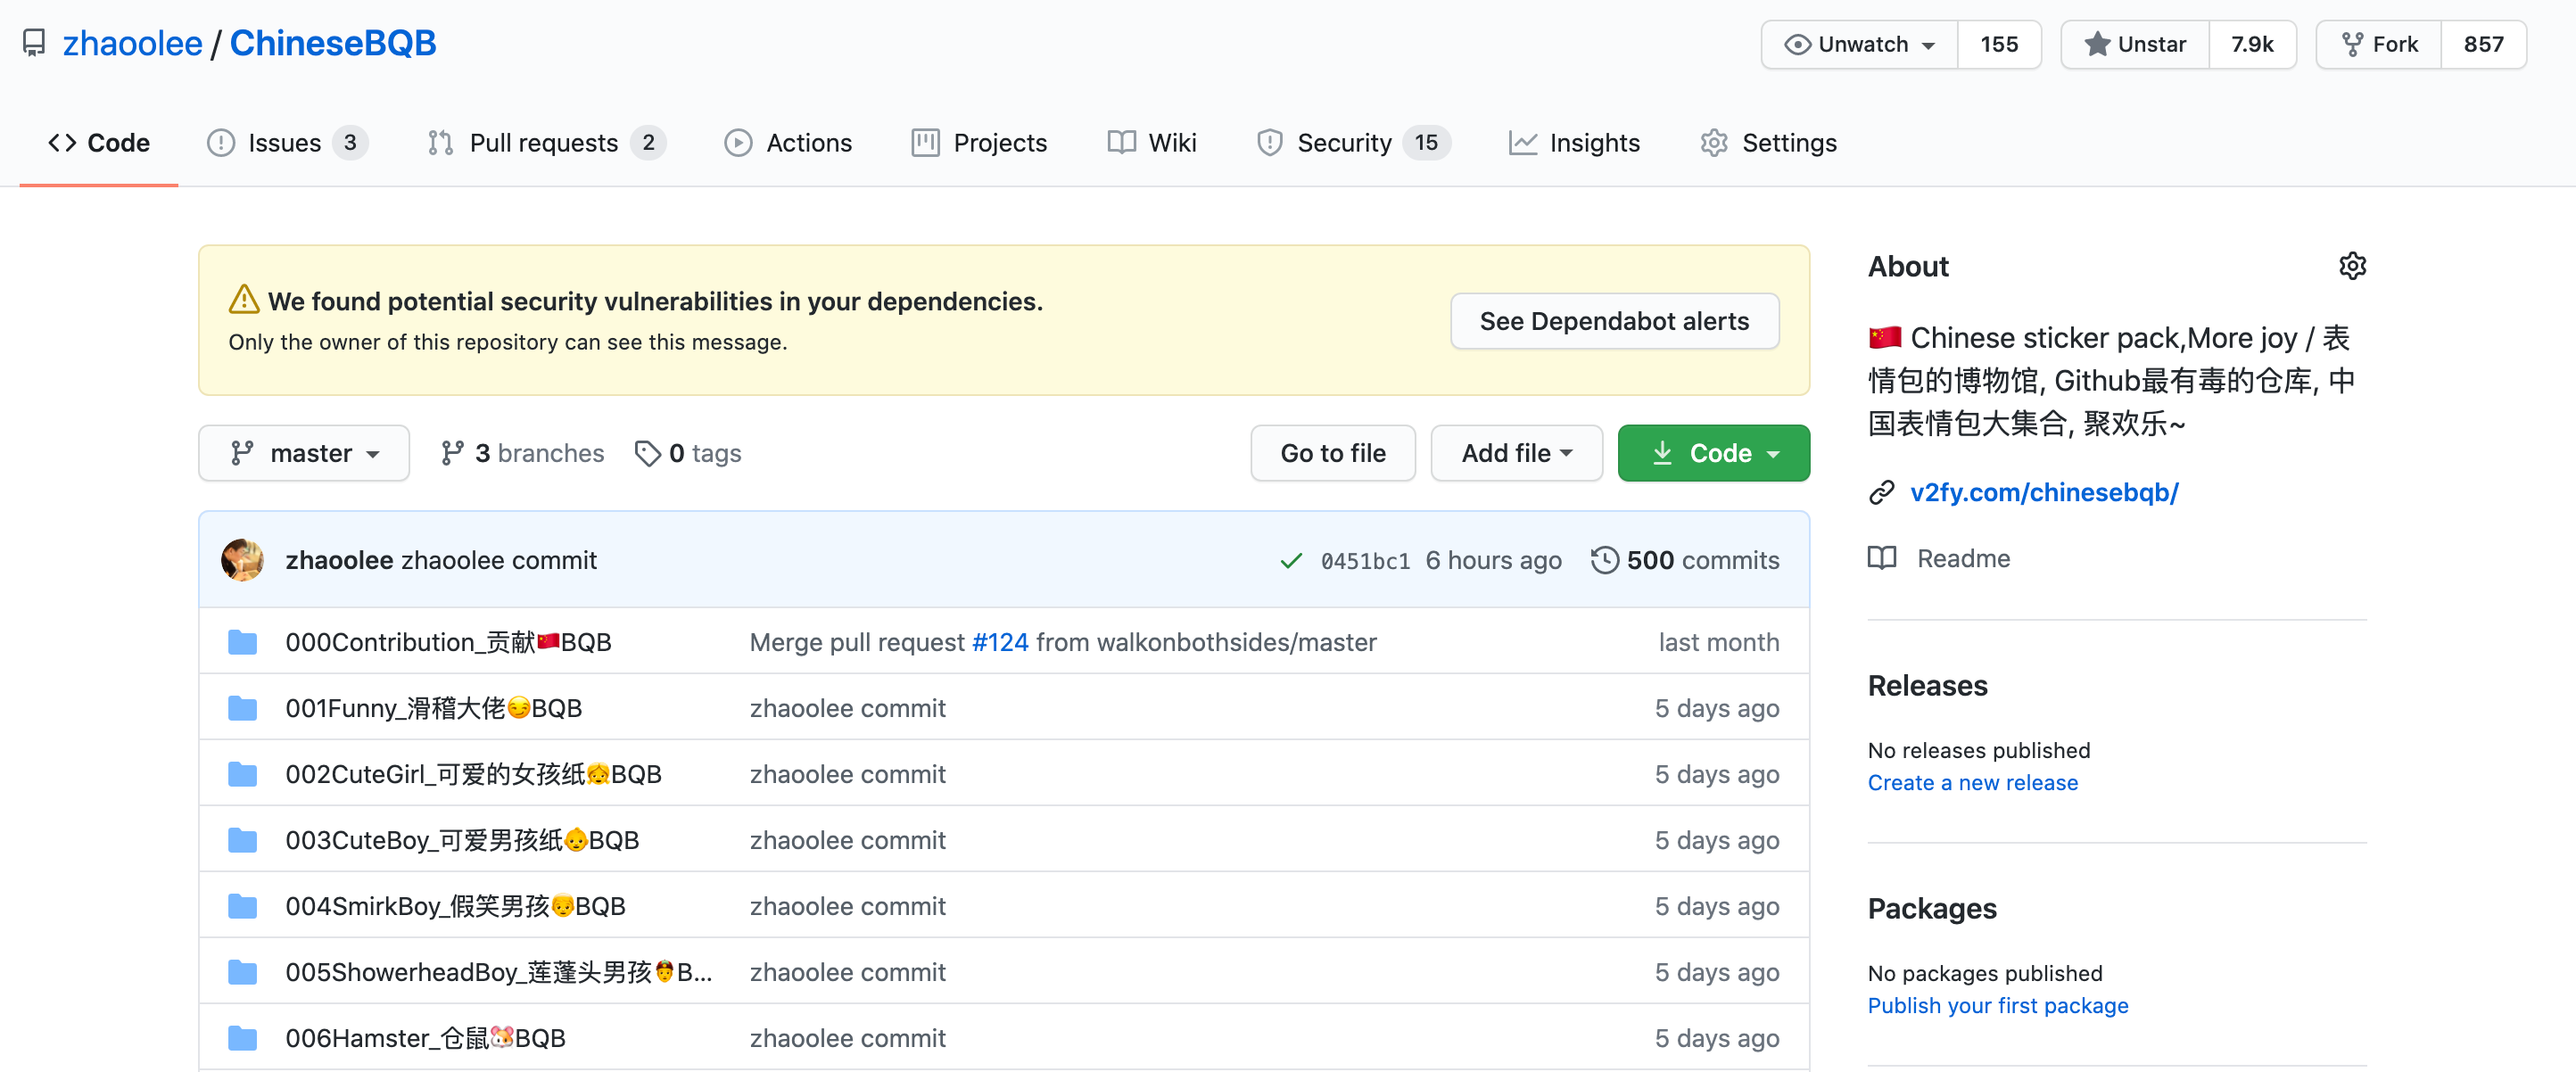 zhaoolee / ChineseBQB
Unwatch 155
Unstar 7.9k
Fork 857
Code
Issues 3
Pull requests 2
Actions
Projects
Wiki
Security 15
Insights
Settings
We found potential security vulnerabilities in your dependencies.
Only the owner of this repository can see this message.
See Dependabot alerts
master
3 branches
0 tags
Go to file
Add file
Code
zhaoolee zhaoolee commit
0451bc1 6 hours ago
500 commits
000Contribution_贡献🇨🇳BQB Merge pull request #124 from walkonbothsides/master last month
001Funny_滑稽大佬😏BQB zhaoolee commit 5 days ago
002CuteGirl_可爱的女孩纸👧BQB zhaoolee commit 5 days ago
003CuteBoy_可爱男孩纸👶BQB zhaoolee commit 5 days ago
004SmirkBoy_假笑男孩👴BQB zhaoolee commit 5 days ago
005ShowerheadBoy_莲蓬头男孩👲B... zhaoolee commit 5 days ago
006Hamster_仓鼠🐹BQB zhaoolee commit 5 days ago
About
🇨🇳 Chinese sticker pack,More joy / 表
情包的博物馆, Github最有毒的仓库, 中
国表情包大集合, 聚欢乐~
v2fy.com/chinesebqb/
Readme
Releases
No releases published
Create a new release
Packages
No packages published
Publish your first package